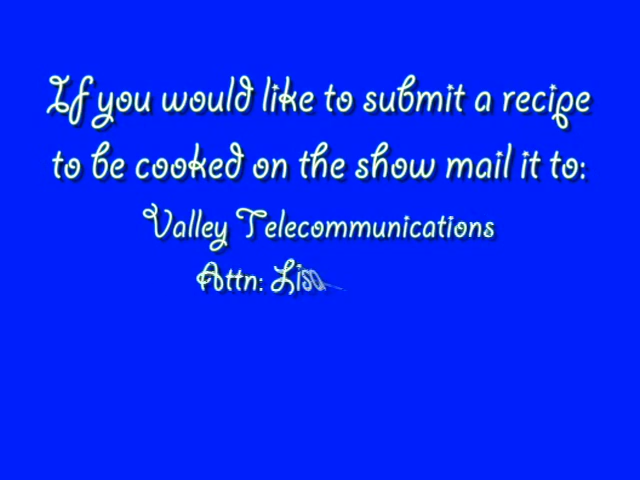 If you would like to submit a recipe
to be cooked on the show mail it to:
Valley Telecommunications
Attn: Lisa